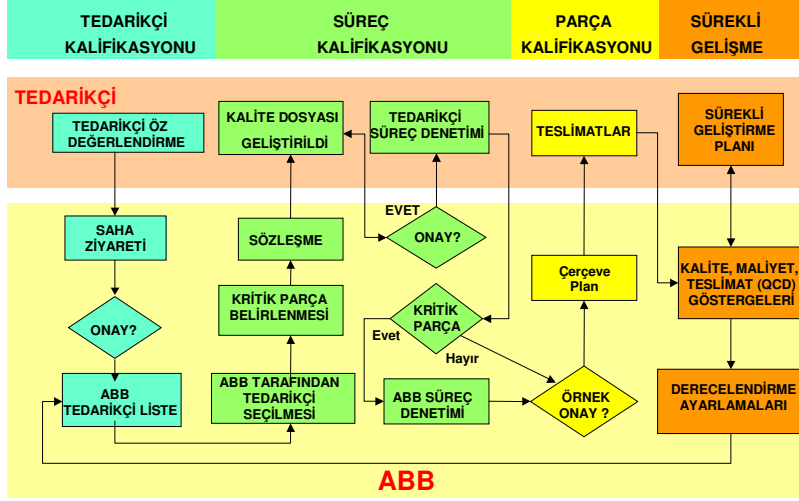 TEDARİKÇİ
KALİFİKASYONU
SÜREÇ
KALİFİKASYONU
PARÇA
KALİFİKASYONU
SÜREKLİ
GELİŞME
TEDARİKÇİ
TEDARİKÇİ ÖZ
DEĞERLENDİRME
KALİTE DOSYASI
GELİŞTİRİLDİ
TEDARİKÇİ
SÜREÇ DENETİMİ
TESLİMATLAR
SÜREKLİ
GELİŞTİRME
PLANI
SAHA
ZİYARETİ
SÖZLEŞME
EVET
ONAY?
Çerçeve
Plan
KALİTE, MALİYET,
TESLİMAT (QCD)
GÖSTERGELERİ
ONAY?
KRİTİK PARÇA
BELİRLENMESİ
Evet
KRİTİK
PARÇA
Hayır
ABB
TEDARİKÇİ LİSTE
ABB TARAFINDAN
TEDARİKÇİ
SEÇİLMESİ
ABB SÜREÇ
DENETİMİ
ÖRNEK
ONAY ?
DERECELENDİRME
AYARLAMALARI
ABB